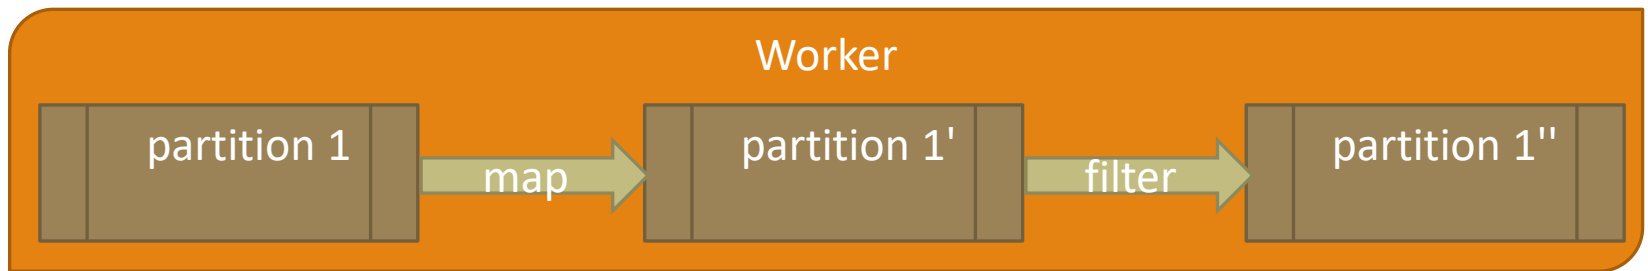 Worker
partition 1
map
partition 1'
filter
partition 1''